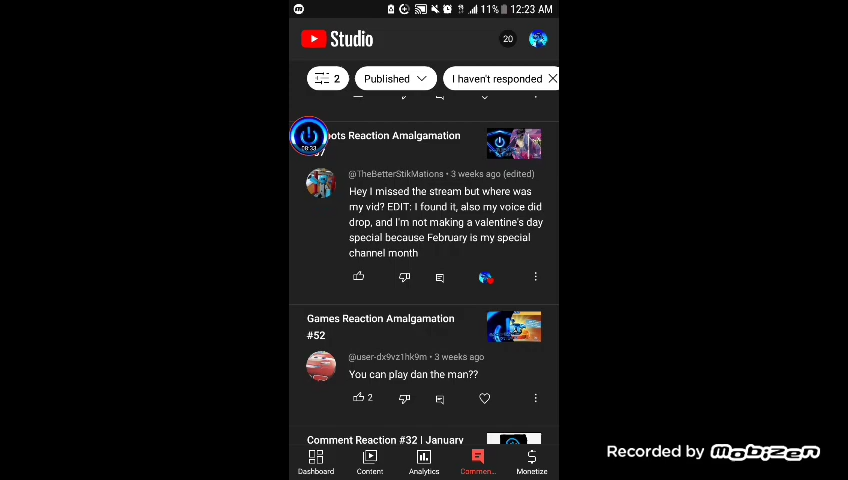 11% 12:23 AM
Studio
20
2
Published
I haven't responded
ots Reaction Amalgamation
08:33
@TheBetterStikMations • 3 weeks ago (edited)
Hey I missed the stream but where was
my vid? EDIT: I found it, also my voice did
drop, and I'm not making a valentine's day
special because February is my special
channel month
Games Reaction Amalgamation
#52
@user-dx9vz1hk9m • 3 weeks ago
You can play dan the man??
2
Comment Reaction #32 | January
Dashboard
Content
Analytics
Commen...
Monetize
Recorded by mobizen